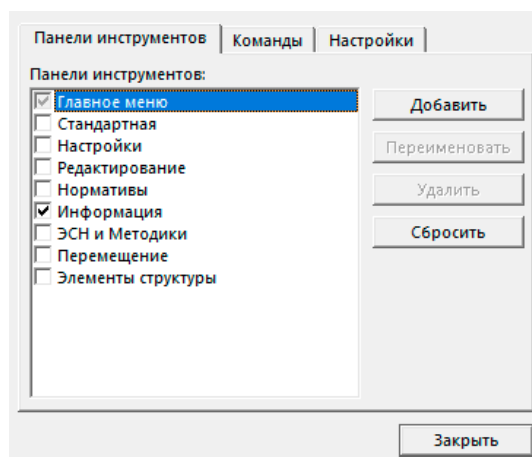 Панели инструментов Команды Настройки
Панели инструментов:
Главное меню
Стандартная
Настройки
Редактирование
Нормативы
Информация
ЭСН и Методики
Перемещение
Элементы структуры
Добавить
Переименовать
Удалить
Сбросить
Закрыть